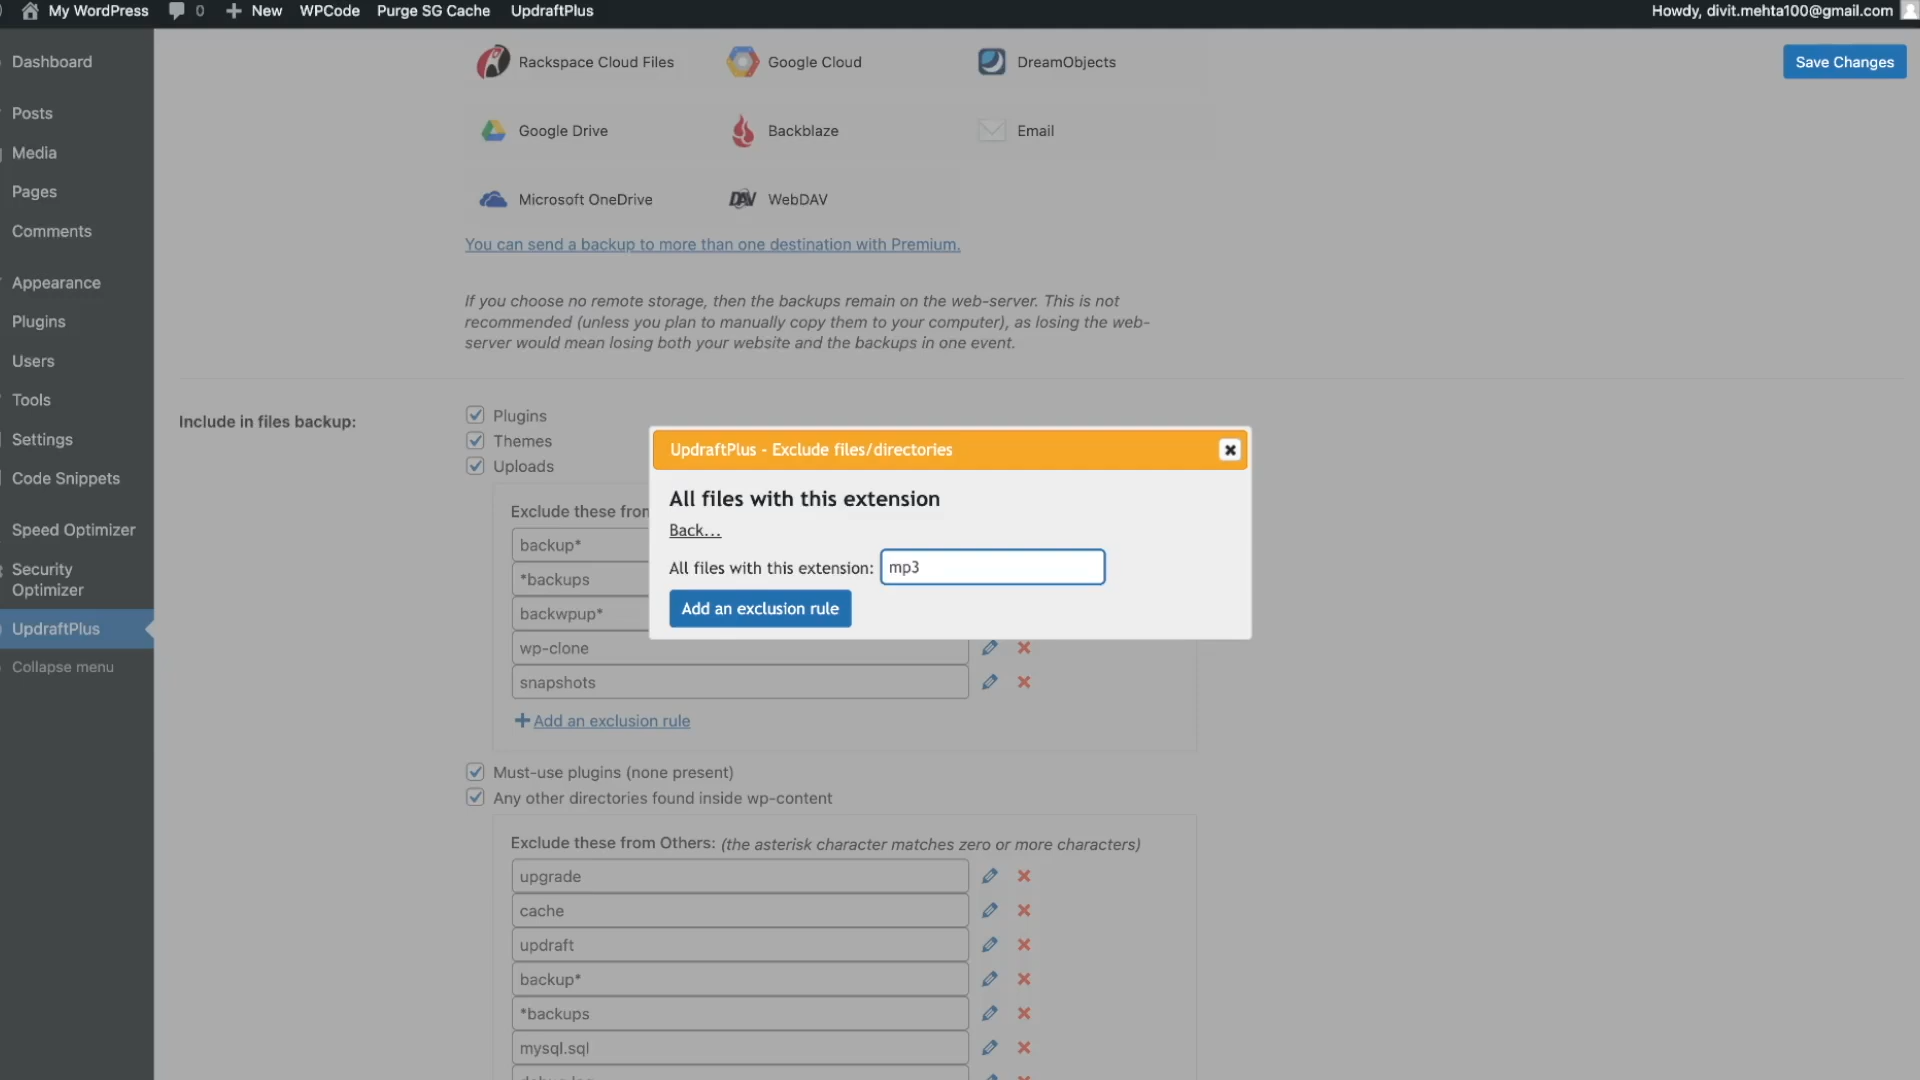 My WordPress
0
New
WPCode
Purge SG Cache
UpdraftPlus
Howdy, divit.mehta100@gmail.com
Dashboard
Posts
Media
Pages
Comments
Appearance
Plugins
Users
Tools
Settings
Code Snippets
Speed Optimizer
Security
Optimizer
UpdraftPlus
Collapse menu
Save Changes
Rackspace Cloud Files
Google Cloud
DreamObjects
Google Drive
Backblaze
Email
Microsoft OneDrive
DAV WebDAV
You can send a backup to more than one destination with Premium.
If you choose no remote storage, then the backups remain on the web-server. This is not
recommended (unless you plan to manually copy them to your computer), as losing the web-
server would mean losing both your website and the backups in one event.
Include in files backup:
Plugins
Themes
Uploads
Exclude these from
backup*
*backups
backwpup*
wp-clone
snapshots
Add an exclusion rule
UpdraftPlus - Exclude files/directories
All files with this extension
Back...
All files with this extension: mp3
Add an exclusion rule
Must-use plugins (none present)
Any other directories found inside wp-content
Exclude these from Others: (the asterisk character matches zero or more characters)
upgrade
cache
updraft
backup*
*backups
mysql.sql